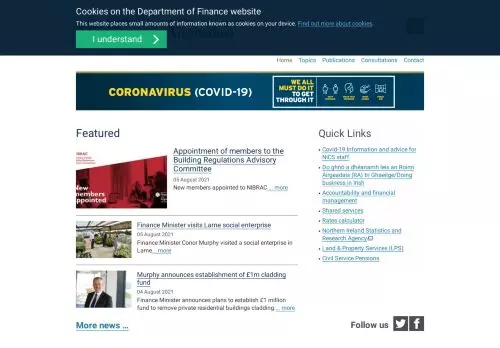 Cookies on the Department of Finance website
This website places small amounts of information known as cookies on your device. Find out more about cookies.
I understand
Home Topics Publications Consultations Contact
CORONAVIRUS (COVID-19)
WE ALL
MUST DO IT
TO GET
THROUGH IT
Featured
NIBRAC
New
members
appointed
Appointment of members to the
Building Regulations Advisory
Committee
05 August 2021
New members appointed to NIBRAC... more
Finance Minister visits Larne social enterprise
05 August 2021
Finance Minister Conor Murphy visited a social enterprise in
Larne... more
Murphy announces establishment of £1m cladding
fund
04 August 2021
Finance Minister announces plans to establish £1 million
fund to remove private residential buildings cladding... more
More news ...
Quick Links
Covid-19 Information and advice for
NICS staff
Do ghnó a dhéanamh leis an Roinn
Airgeadais (RA) trí Ghaeilge/Doing
business in Irish
Accountability and financial
management
Shared services
Rates calculator
Northern Ireland Statistics and
Research Agency
Land & Property Services (LPS)
Civil Service Pensions
Follow us